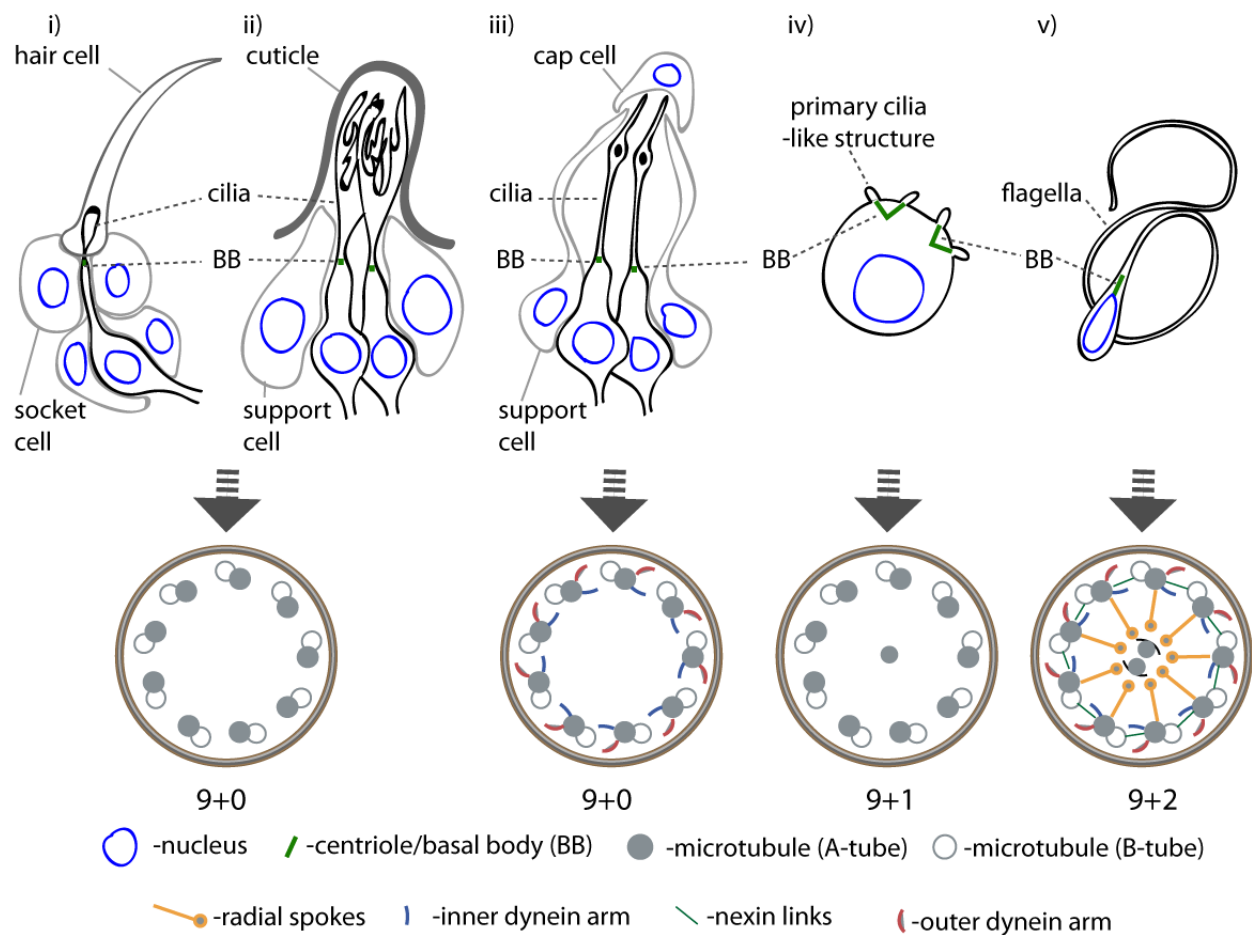 i)
ii)
iii)
iv)
v)
hair cell
cuticle
cap cell
primary cilia
-like structure
cilia
cilia
flagella
BB
BB
BB
BB
socket
cell
support
cell
support
cell
9+0
9+0
9+1
9+2
-nucleus
-centriole/basal body (BB)
-microtubule (A-tube)
-microtubule (B-tube)
-radial spokes
-inner dynein arm
-nexin links
-outer dynein arm